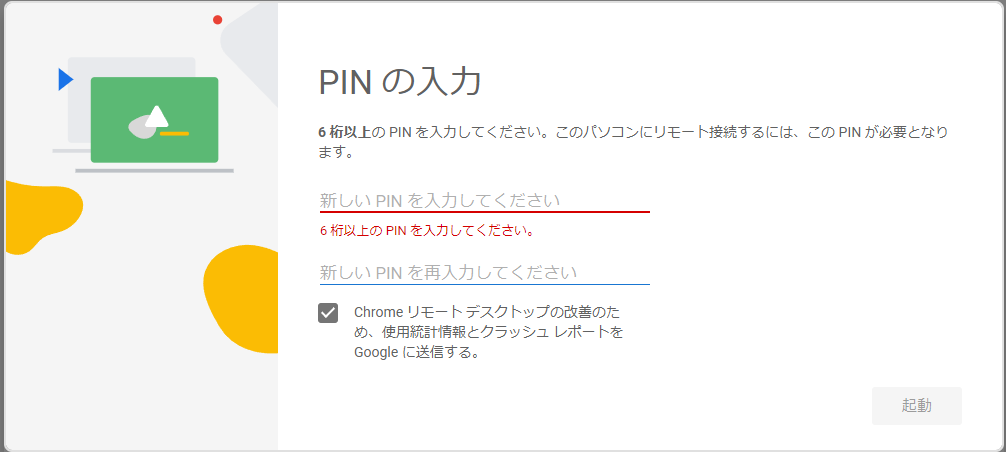 PIN の入力
6 桁以上の PIN を入力してください。このパソコンにリモート接続するには、この PIN が必要となり
ます。
新しい PIN を入力してください
6 桁以上の PIN を入力してください。
新しい PIN を再入力してください
Chrome リモート デスクトップの改善のた
め、使用統計情報とクラッシュ レポートを
Google に送信する。
起動